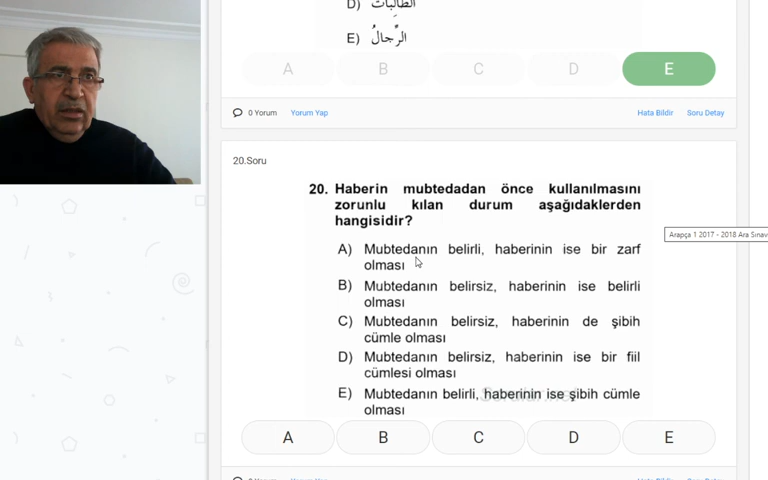 D) الطالِبات
E) الرِّجالُ
A B C D E
0 Yorum Yorum Yap Hata Bildir Soru Detay
20.Soru
20. Haberin mubtedadan önce kullanılmasını
zorunlu kılan durum aşağıdaklerden
hangisidir?
Arapça 1 2017 - 2018 Ara Sınav
A) Mubtedanın belirli, haberinin ise bir zarf
olması
B) Mubtedanın belirsiz, haberinin ise belirli
olması
C) Mubtedanın belirsiz, haberinin de şibih
cümle olması
D) Mubtedanın belirsiz, haberinin ise bir fiil
cümlesi olması
E) Mubtedanın belirli, haberinin ise şibih cümle
olması
A B C D E